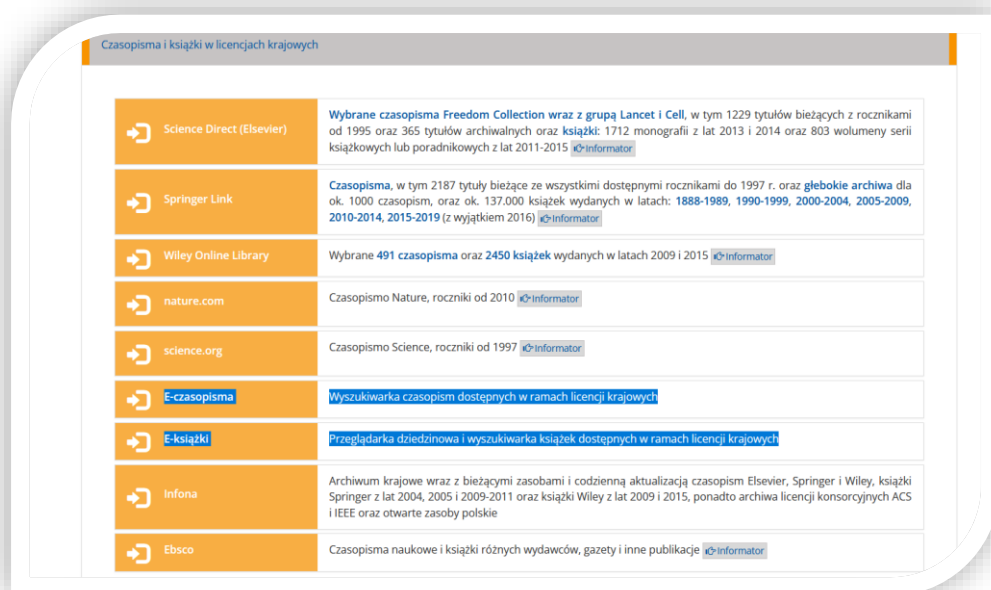 Czasopisma i książki w licencjach krajowych
Science Direct (Elsevier)
Wybrane czasopisma Freedom Collection wraz z grupą Lancet i Cell, w tym 1229 tytułów bieżących z rocznikami
od 1995 oraz 365 tytułów archiwalnych oraz książki: 1712 monografii z lat 2013 i 2014 oraz 803 wolumeny serii
książkowych lub poradnikowych z lat 2011-2015 Informator
Springer Link
Czasopisma, w tym 2187 tytuły bieżące ze wszystkimi dostępnymi rocznikami do 1997 r. oraz głebokie archiwa dla
ok. 1000 czasopism, oraz ok. 137.000 książek wydanych w latach: 1888-1989, 1990-1999, 2000-2004, 2005-2009,
2010-2014, 2015-2019 (z wyjątkiem 2016) Informator
Wiley Online Library
Wybrane 491 czasopisma oraz 2450 książek wydanych w latach 2009 i 2015 Informator
nature.com
Czasopismo Nature, roczniki od 2010 Informator
science.org
Czasopismo Science, roczniki od 1997 Informator
E-czasopisma
Wyszukiwarka czasopism dostępnych w ramach licencji krajowych
E-książki
Przeglądarka dziedzinowa i wyszukiwarka książek dostępnych w ramach licencji krajowych
Infona
Archiwum krajowe wraz z bieżącymi zasobami i codzienną aktualizacją czasopism Elsevier, Springer i Wiley, książki
Springer z lat 2004, 2005 i 2009-2011 oraz książki Wiley z lat 2009 i 2015, ponadto archiwa licencji konsorcyjnych ACS
i IEEE oraz otwarte zasoby polskie
Ebsco
Czasopisma naukowe i książki różnych wydawców, gazety i inne publikacje Informator